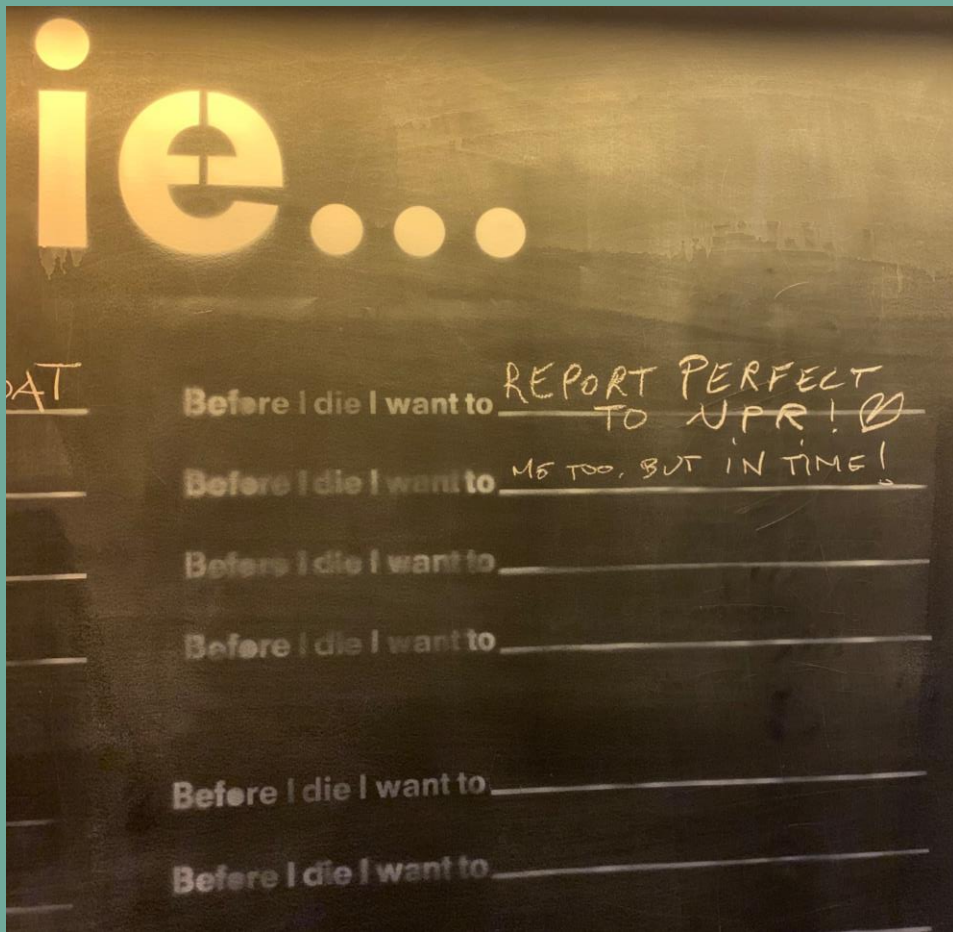 ie...
Before I die I want to REPORT PERFECT
TO NPR!
Before I die I want to ME TOO, BUT IN TIME!
Before I die I want to
Before I die I want to
Before I die I want to
Before I die I want to